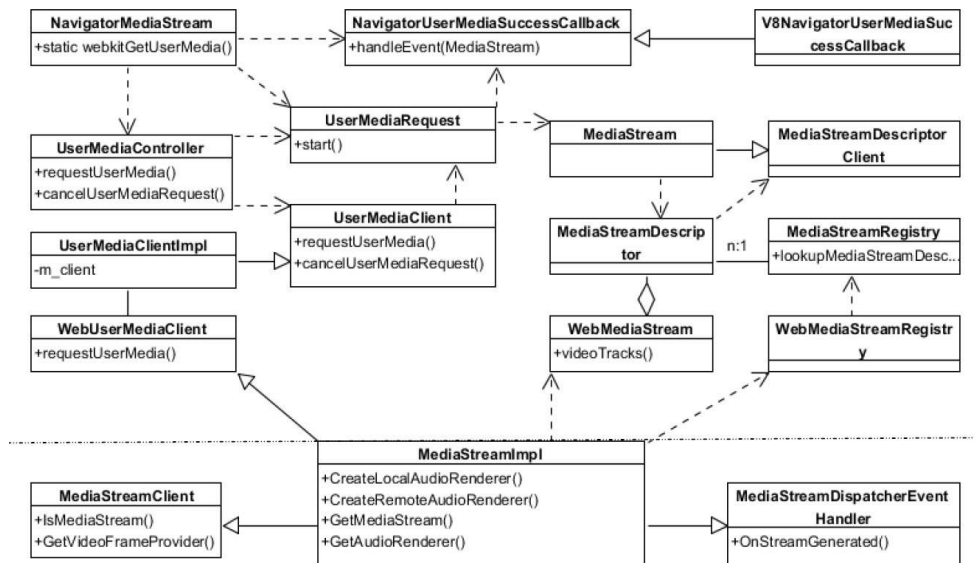 NavigatorMediaStream
+static webkitGetUserMedia()
NavigatorUserMediaSuccessCallback
+handleEvent(MediaStream)
V8NavigatorUserMediaSuc
cessCallback
UserMediaController
+requestUserMedia()
+cancelUserMediaRequest()
UserMediaRequest
+start()
MediaStream
MediaStreamDescriptor
Client
UserMediaClientImpl
-m_client
UserMediaClient
+requestUserMedia()
+cancelUserMediaRequest()
MediaStreamDescrip
tor
n:1
MediaStreamRegistry
+lookupMediaStreamDesc...
WebUserMediaClient
+requestUserMedia()
WebMediaStream
+videoTracks()
WebMediaStreamRegistr
y
MediaStreamClient
+IsMediaStream()
+GetVideoFrameProvider()
MediaStreamImpl
+CreateLocalAudioRenderer()
+CreateRemoteAudioRenderer()
+GetMediaStream()
+GetAudioRenderer()
MediaStreamDispatcherEvent
Handler
+OnStreamGenerated()